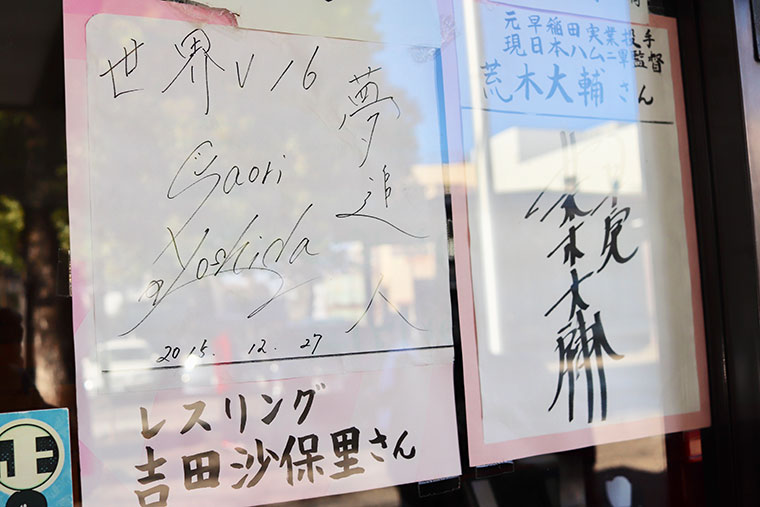 世界V16
夢追人
Saori
Yoshida
2015. 12. 27
レスリング
吉田沙保里さん
元早稲田実業投手
現日本ハム二軍監督
荒木大輔さん
荒木大輔
正